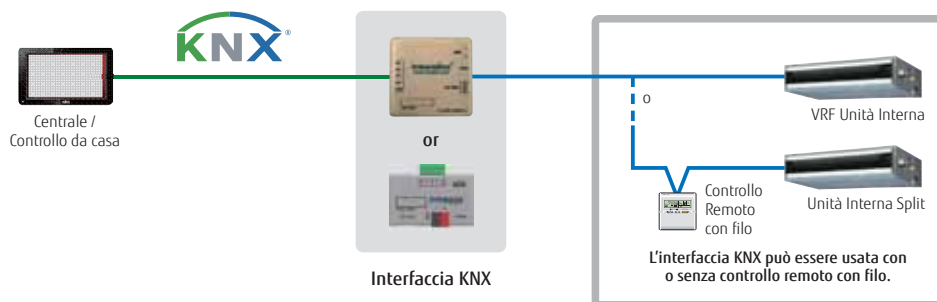 KNX®
Centrale /
Controllo da casa
or
Interfaccia KNX
o
VRF Unità Interna
Controllo
Remoto
con filo
Unità Interna Split
L'interfaccia KNX può essere usata con
o senza controllo remoto con filo.